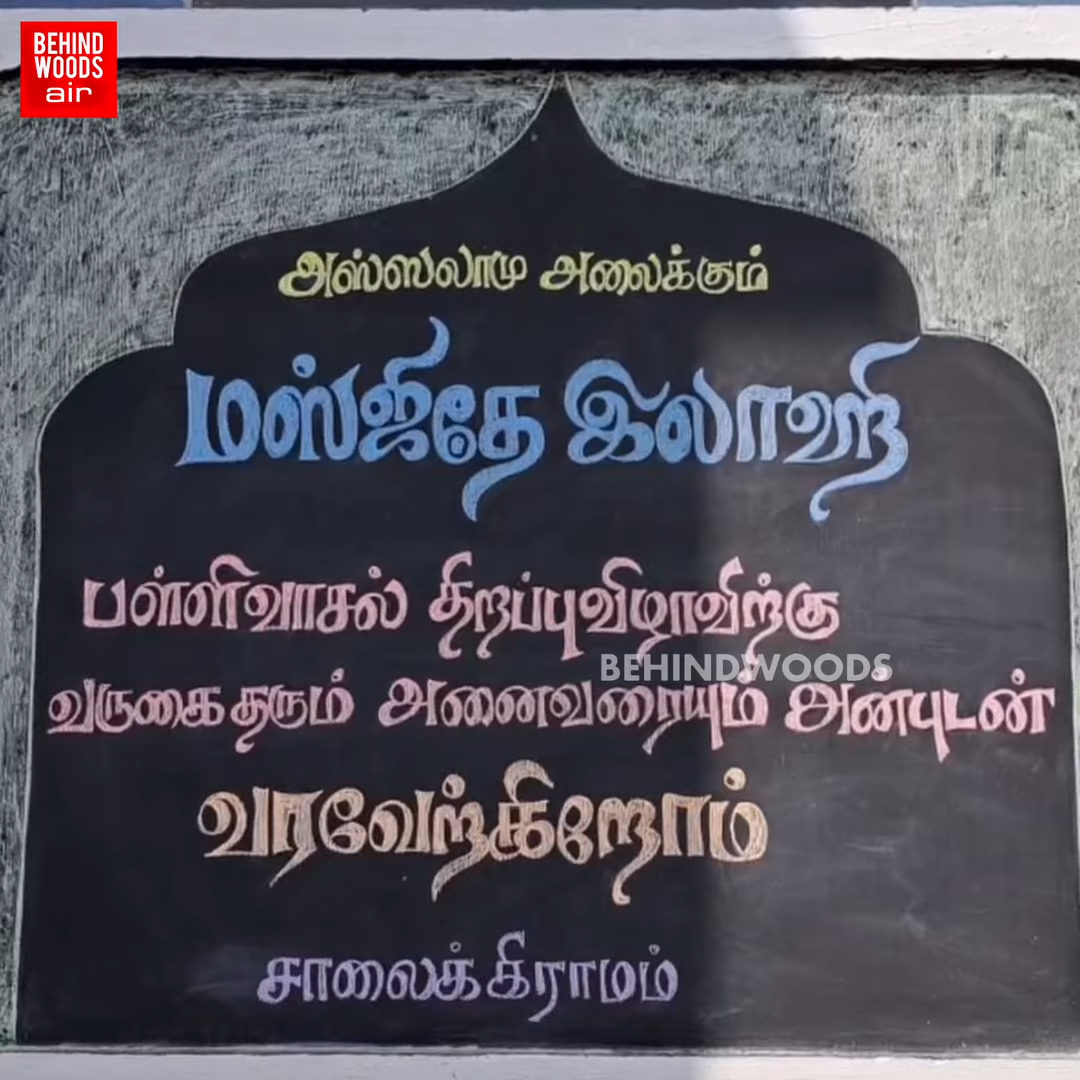 BEHIND
WOODS
air
அஸ்ஸலாமு அலைக்கும்
மஸ்ஜிதே இலாஹி
பள்ளிவாசல் திறப்புவிழாவிற்கு
BEHINDWOODS
வருகைதரும் அனைவரையும் அன்புடன்
வரவேற்கிறோம்
சாலைக்கிராமம்